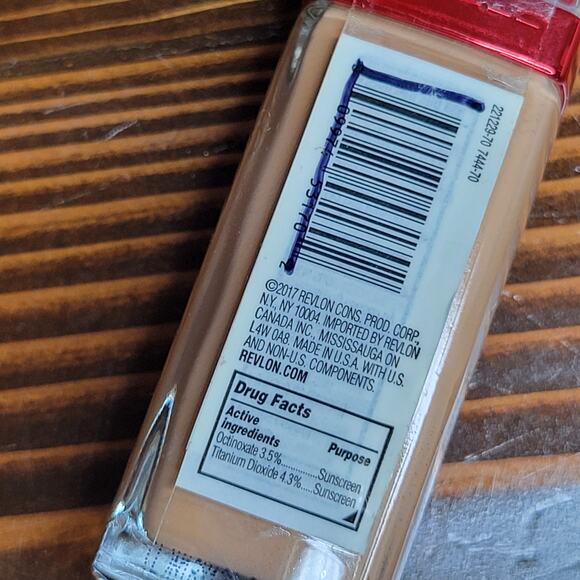 221229-70 7444-70
©2017 REVLON CONS. PROD. CORP.,
N.Y. NY 10004. IMPORTED BY REVLON
CANADA INC., MISSISSAUGA ON
L4W 0A8. MADE IN U.S.A. WITH U.S.
AND NON-U.S. COMPONENTS.
REVLON.COM
Drug Facts
Active
ingredients Purpose
Octinoxate 3.5%..............Sunscreen
Titanium Dioxide 4.3%.....Sunscreen